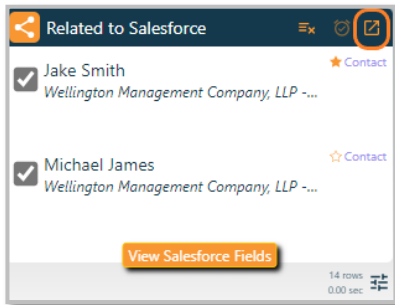 Related to Salesforce
Contact
Jake Smith
Wellington Management Company, LLP -...
Contact
Michael James
Wellington Management Company, LLP -...
View Salesforce Fields
14 rows
0.00 sec